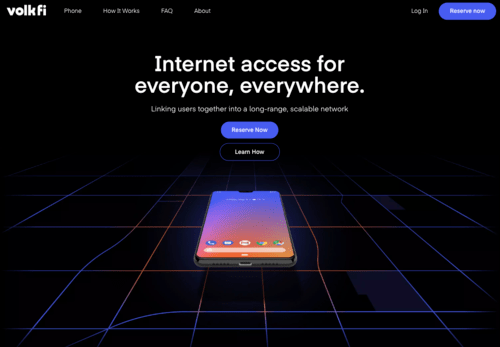 volkfi
Phone
How It Works
FAQ
About
Log In
Reserve now
Internet access for
everyone, everywhere.
Linking users together into a long-range, scalable network
Reserve Now
Learn How